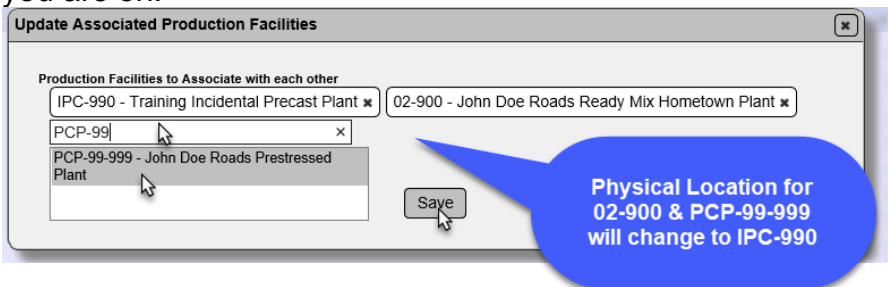 you are on.
Update Associated Production Facilities
Production Facilities to Associate with each other
IPC-990 - Training Incidental Precast Plant × 02-900 - John Doe Roads Ready Mix Hometown Plant ×
PCP-99 ×
PCP-99-999 - John Doe Roads Prestressed
Plant
Save
Physical Location for
02-900 & PCP-99-999
will change to IPC-990